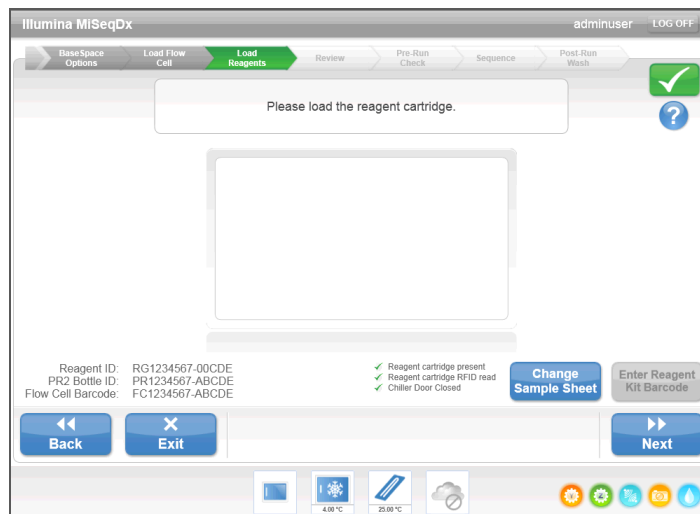 Illumina MiSeqDx
adminuser
LOG OFF
BaseSpace
Options
Load Flow
Cell
Load
Reagents
Review
Pre-Run
Check
Sequence
Post-Run
Wash
Please load the reagent cartridge.
?
Reagent ID: RG1234567-00CDE
PR2 Bottle ID: PR1234567-ABCDE
Flow Cell Barcode: FC1234567-ABCDE
Reagent cartridge present
Reagent cartridge RFID read
Chiller Door Closed
Change
Sample Sheet
Enter Reagent
Kit Barcode
Back
Exit
Next
4.00 °C
25.00 °C